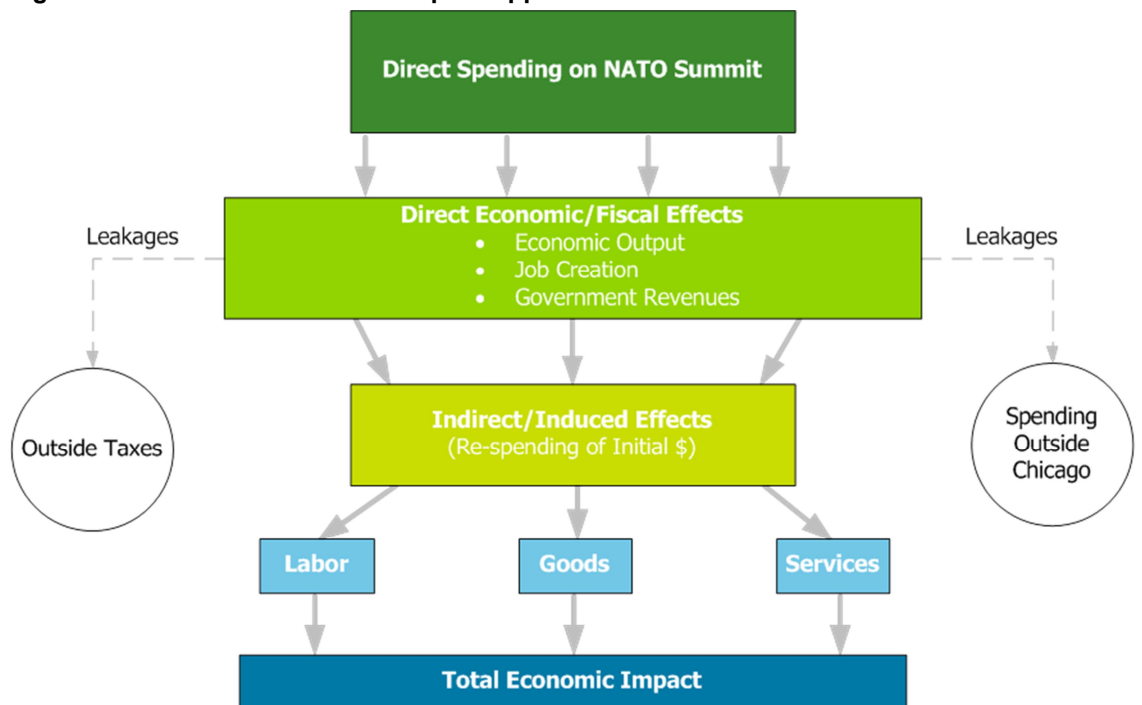 Direct Spending on NATO Summit
Direct Economic/Fiscal Effects
• Economic Output
• Job Creation
• Government Revenues
Leakages
Leakages
Outside Taxes
Indirect/Induced Effects
(Re-spending of Initial $)
Spending
Outside
Chicago
Labor
Goods
Services
Total Economic Impact